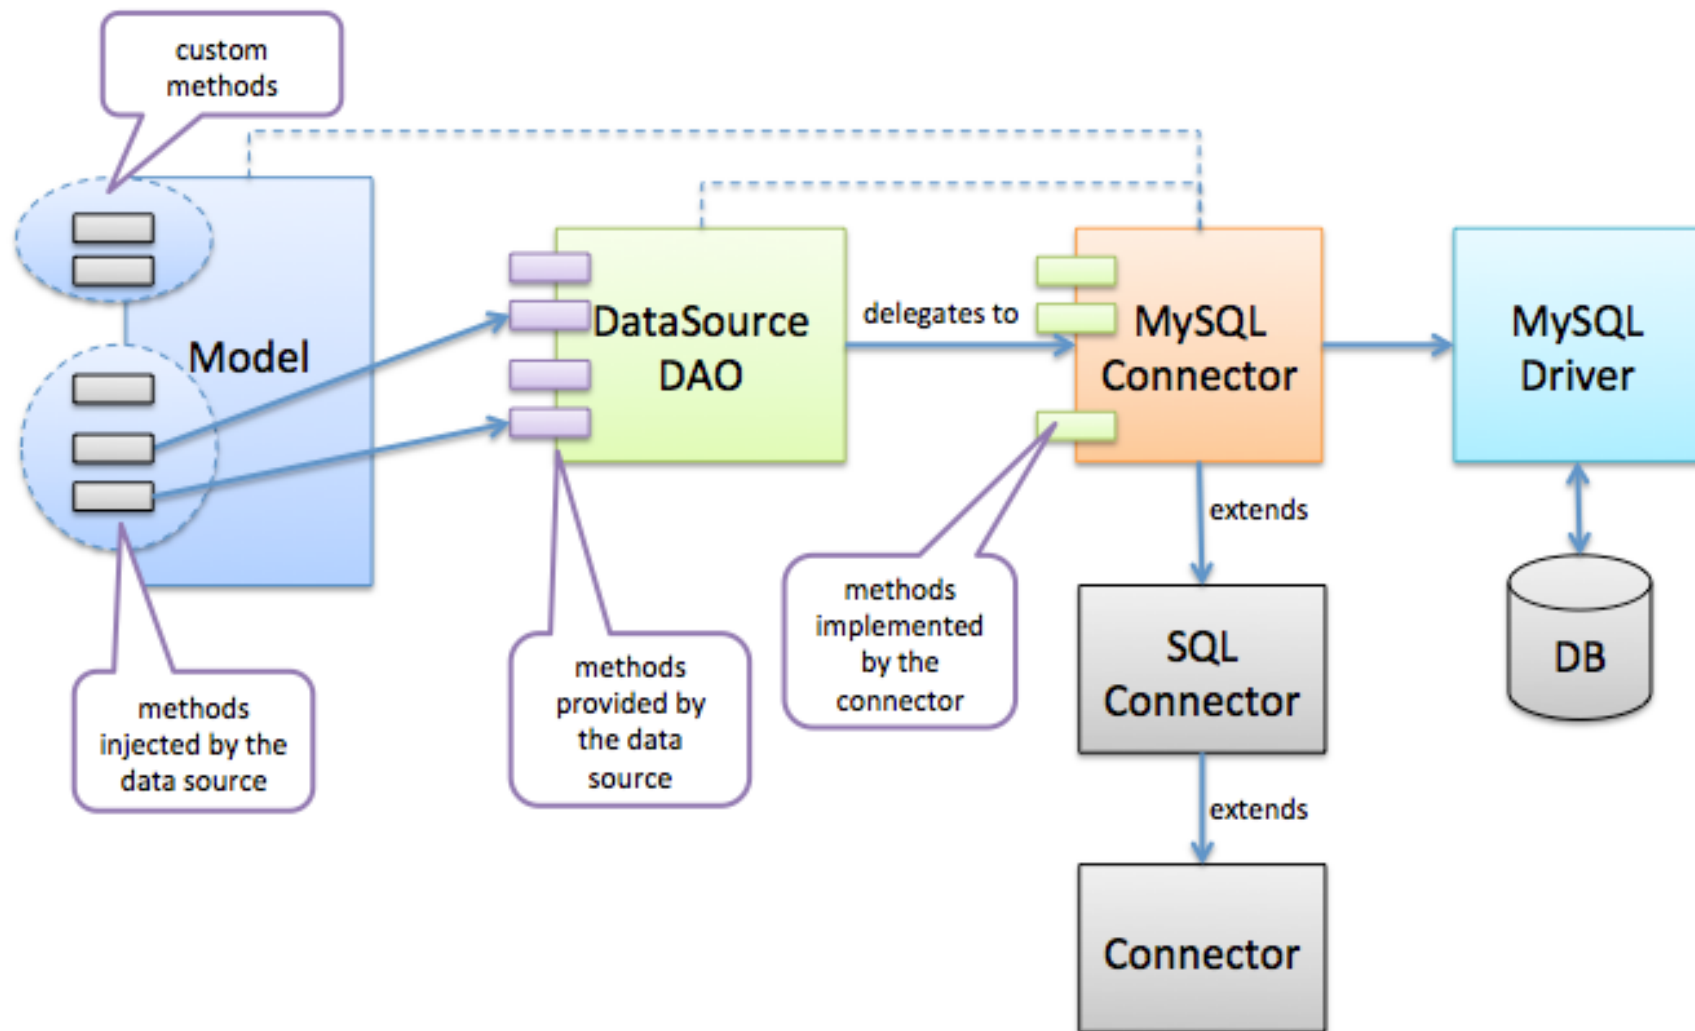 custom
methods
Model
DataSource
DAO
delegates to
MySQL
Connector
MySQL
Driver
extends
methods
implemented
by the
connector
SQL
Connector
DB
methods
injected by the
data source
methods
provided by
the data
source
extends
Connector